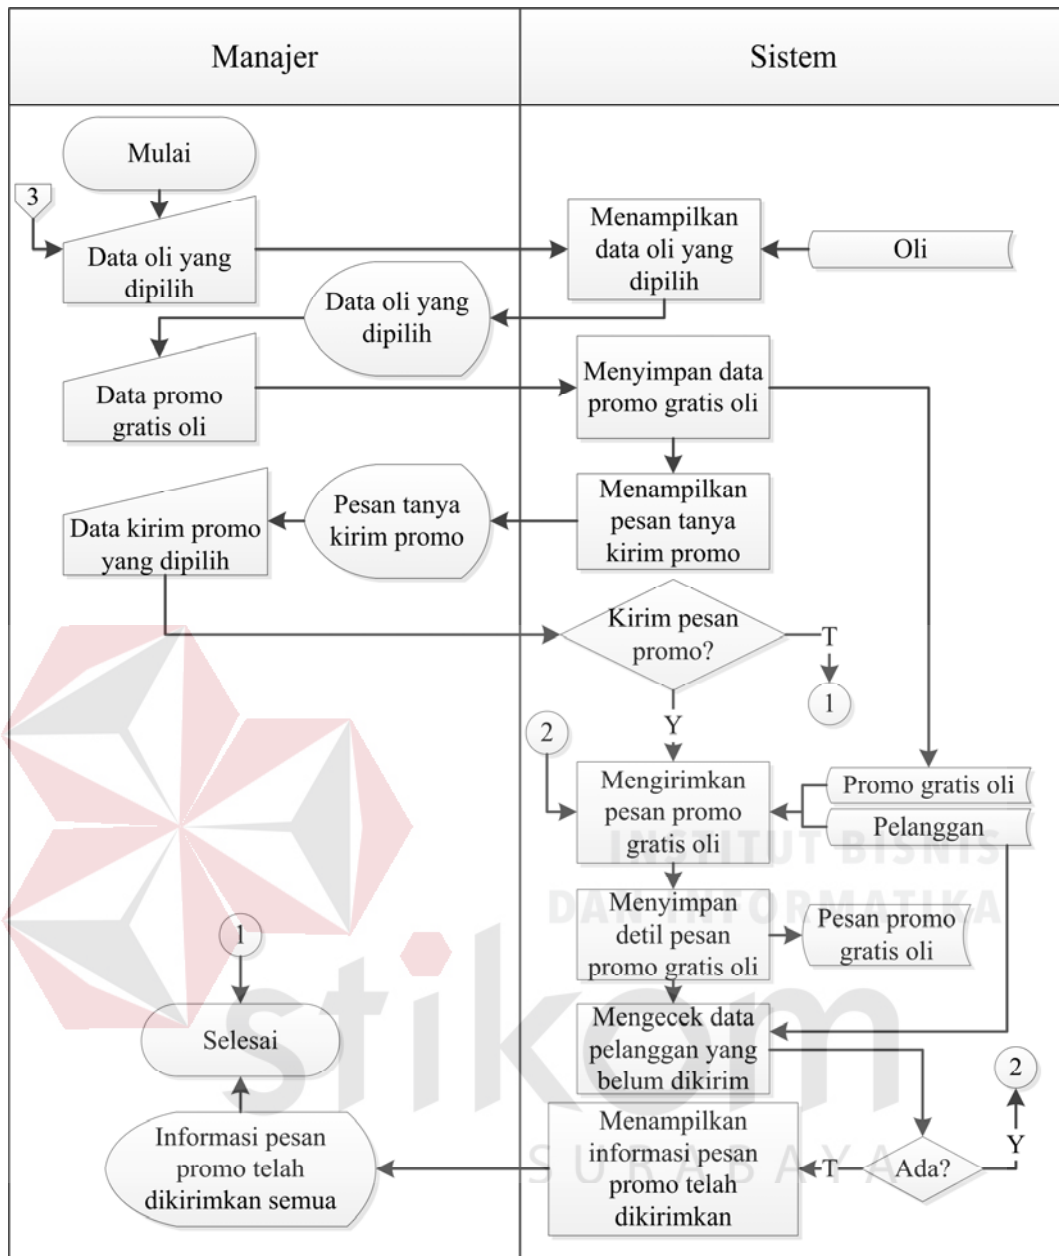 Manajer
Sistem
Mulai
3
Data oli yang
dipilih
Menampilkan
data oli yang
dipilih
Oli
Data oli yang
dipilih
Data promo
gratis oli
Menyimpan data
promo gratis oli
Menampilkan
pesan tanya
kirim promo
Pesan tanya
kirim promo
Data kirim promo
yang dipilih
Kirim pesan
promo?
T
1
Y
2
Mengirimkan
pesan promo
gratis oli
Promo gratis oli
Pelanggan
INSTITUT BISNIS
DAN INFORMATIKA
Menyimpan
detil pesan
promo gratis oli
Pesan promo
gratis oli
1
Selesai
stikom
SURABAYA
Mengecek data
pelanggan yang
belum dikirim
2
Y
Ada?
T
Menampilkan
informasi pesan
promo telah
dikirimkan
Informasi pesan
promo telah
dikirimkan semua